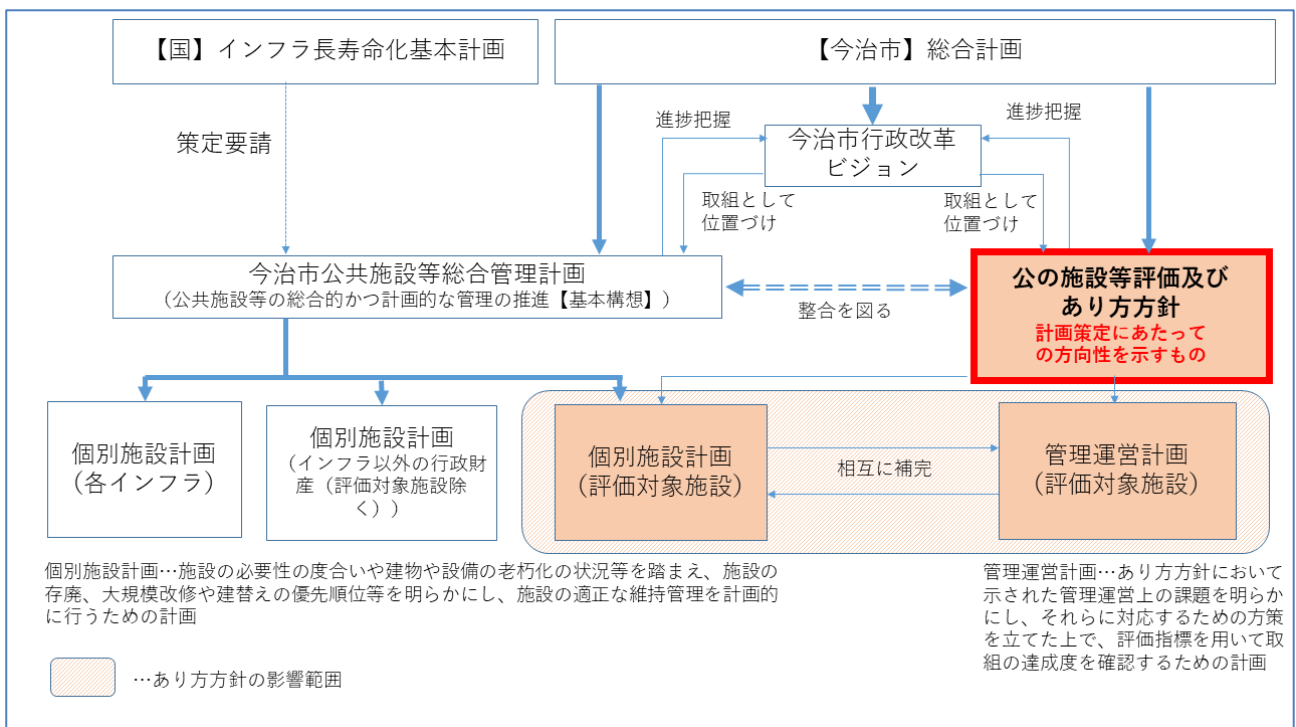 【国】インフラ長寿命化基本計画
【今治市】総合計画
策定要請
進捗把握
進捗把握
今治市行政改革
ビジョン
取組として
位置づけ
取組として
位置づけ
今治市公共施設等総合管理計画
（公共施設等の総合的かつ計画的な管理の推進【基本構想】）
整合を図る
公の施設等評価及び
あり方方針
計画策定にあたって
の方向性を示すもの
個別施設計画
（各インフラ）
個別施設計画
（インフラ以外の行政財
産（評価対象施設除
く））
個別施設計画
（評価対象施設）
相互に補完
管理運営計画
（評価対象施設）
個別施設計画…施設の必要性の度合いや建物や設備の老朽化の状況等を踏まえ、施設の
存廃、大規模改修や建替えの優先順位等を明らかにし、施設の適正な維持管理を計画的
に行うための計画
管理運営計画…あり方方針において
示された管理運営上の課題を明らか
にし、それらに対応するための方策
を立てた上で、評価指標を用いて取
組の達成度を確認するための計画
…あり方方針の影響範囲